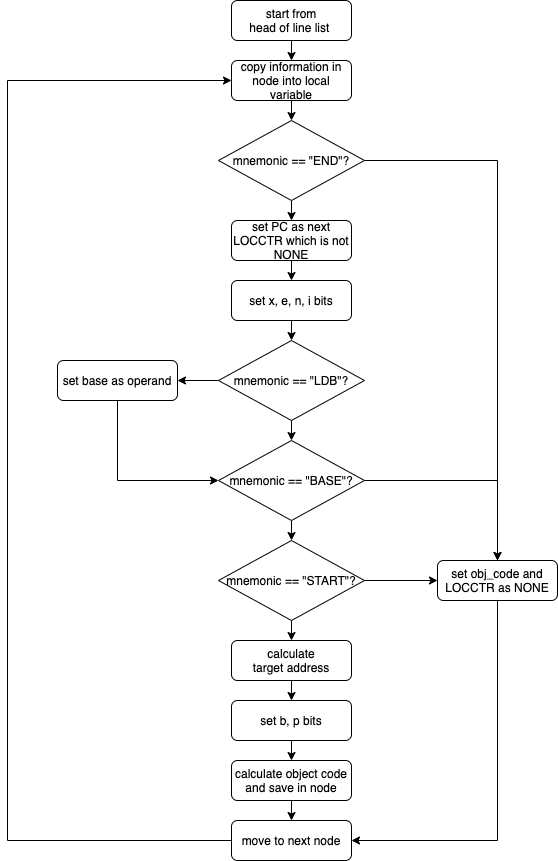 start from
head of line list
copy information in
node into local
variable
mnemonic == "END"?
set PC as next
LOCCTR which is not
NONE
set x, e, n, i bits
set base as operand
mnemonic == "LDB"?
mnemonic == "BASE"?
mnemonic == "START"?
set obj_code and
LOCCTR as NONE
calculate
target address
set b, p bits
calculate object code
and save in node
move to next node